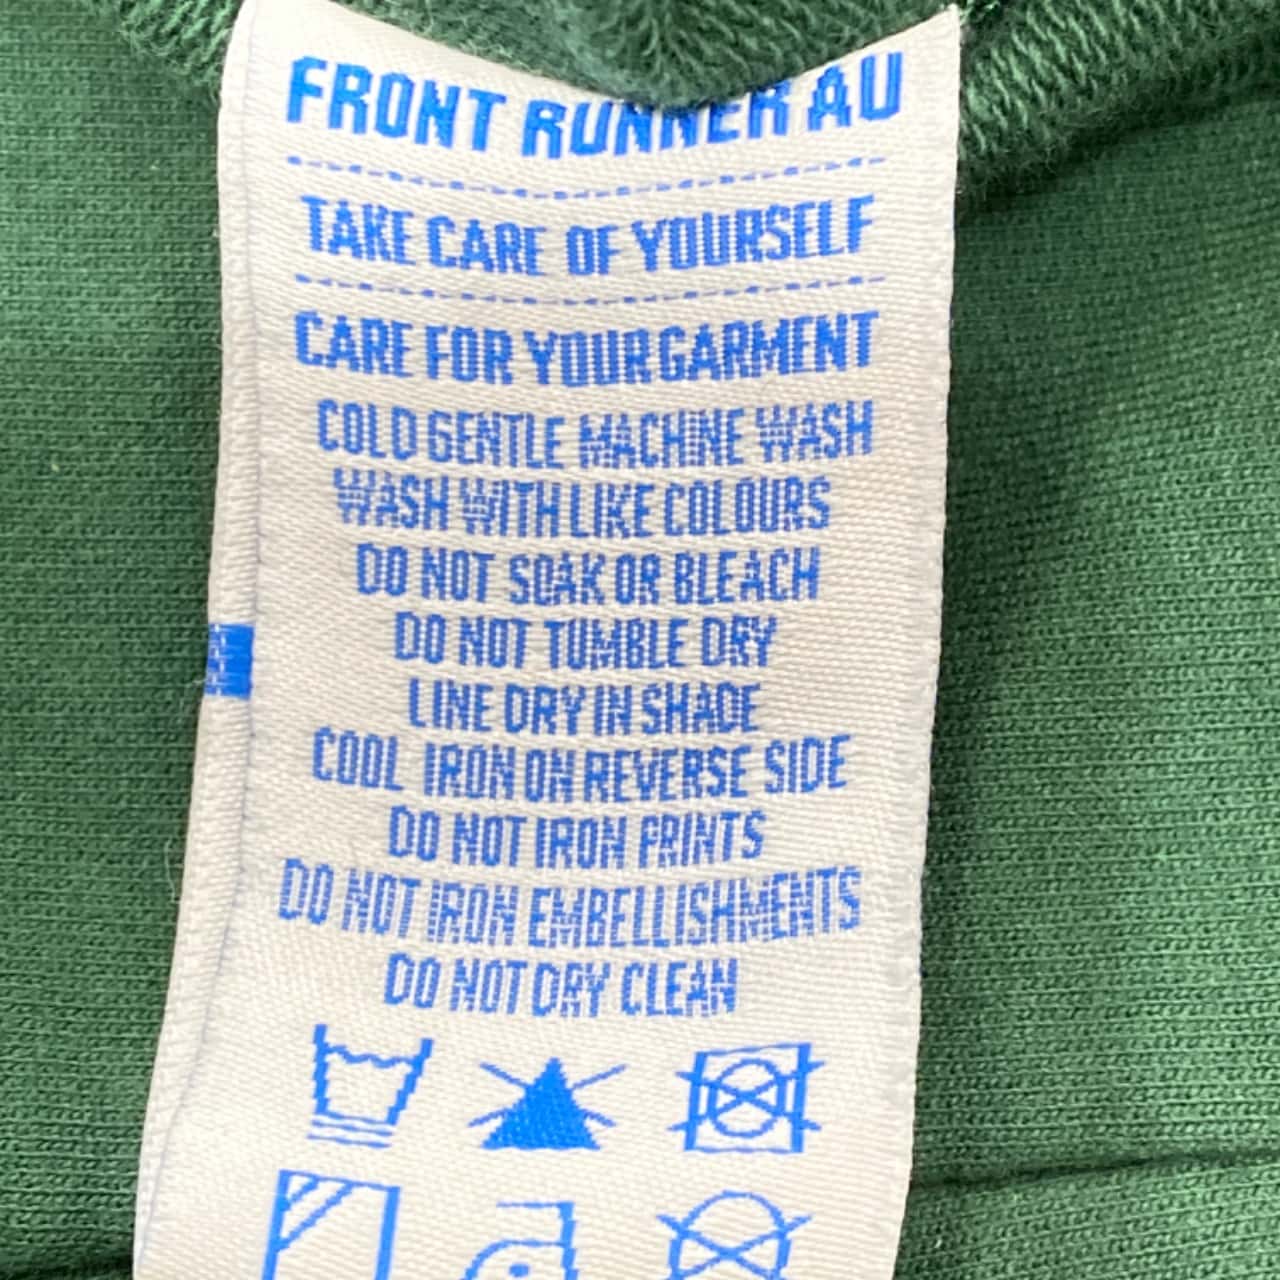 FRONT RUNNER AU
TAKE CARE OF YOURSELF
CARE FOR YOUR GARMENT
COLD GENTLE MACHINE WASH
WASH WITH LIKE COLOURS
DO NOT SOAK OR BLEACH
DO NOT TUMBLE DRY
LINE DRY IN SHADE
COOL IRON ON REVERSE SIDE
DO NOT IRON PRINTS
DO NOT IRON EMBELLISHMENTS
DO NOT DRY CLEAN